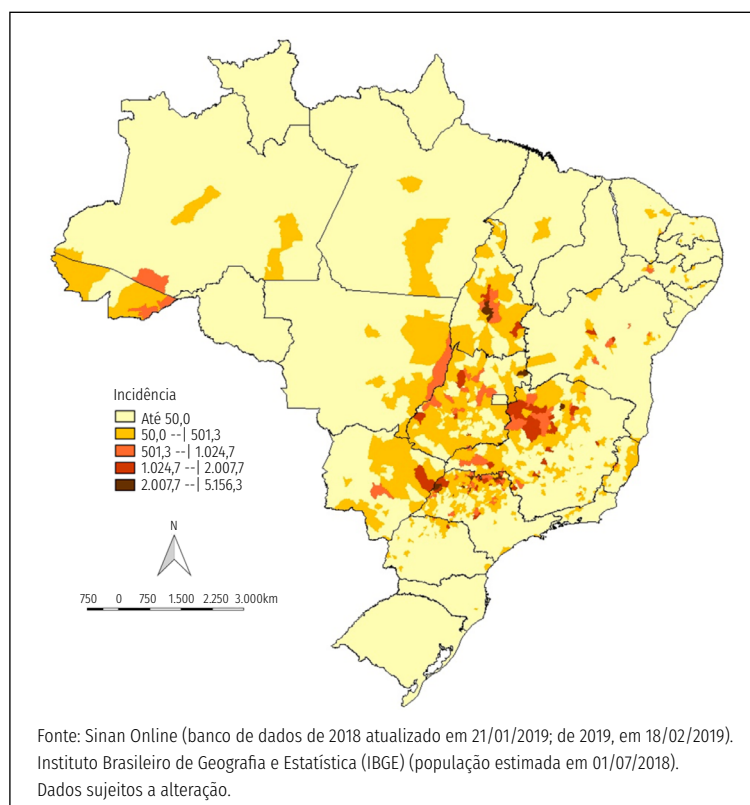 Incidência
Até 50,0
50,0 --| 501,3
501,3 --| 1.024,7
1.024,7 --| 2.007,7
2.007,7 --| 5.156,3
N
750 0 750 1.500 2.250 3.000km
Fonte: Sinan Online (banco de dados de 2018 atualizado em 21/01/2019; de 2019, em 18/02/2019).
Instituto Brasileiro de Geografia e Estatística (IBGE) (população estimada em 01/07/2018).
Dados sujeitos a alteração.